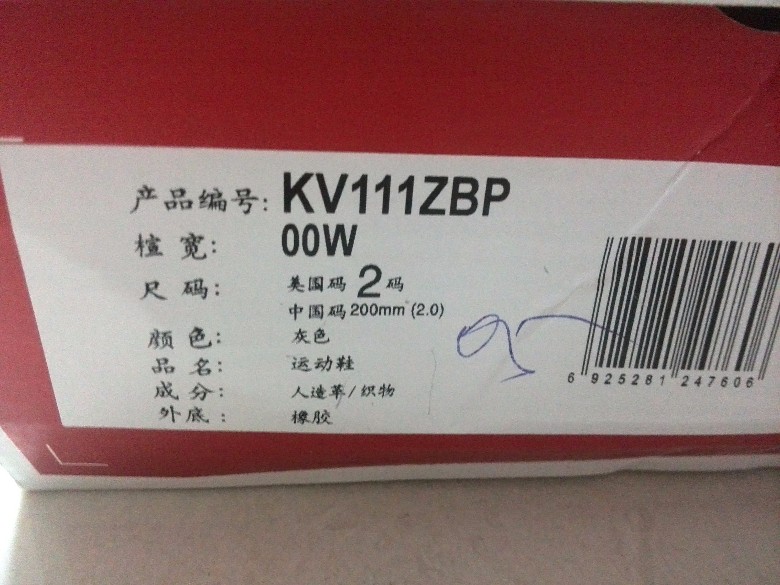 产品编号: KV111ZBP
楦 宽: 00W
尺 码: 美国码 2 码
中国码 200mm (2.0)
颜 色: 灰色
品 名: 运动鞋
成 分: 人造革/织物
外 底: 橡胶
6 925281 247606